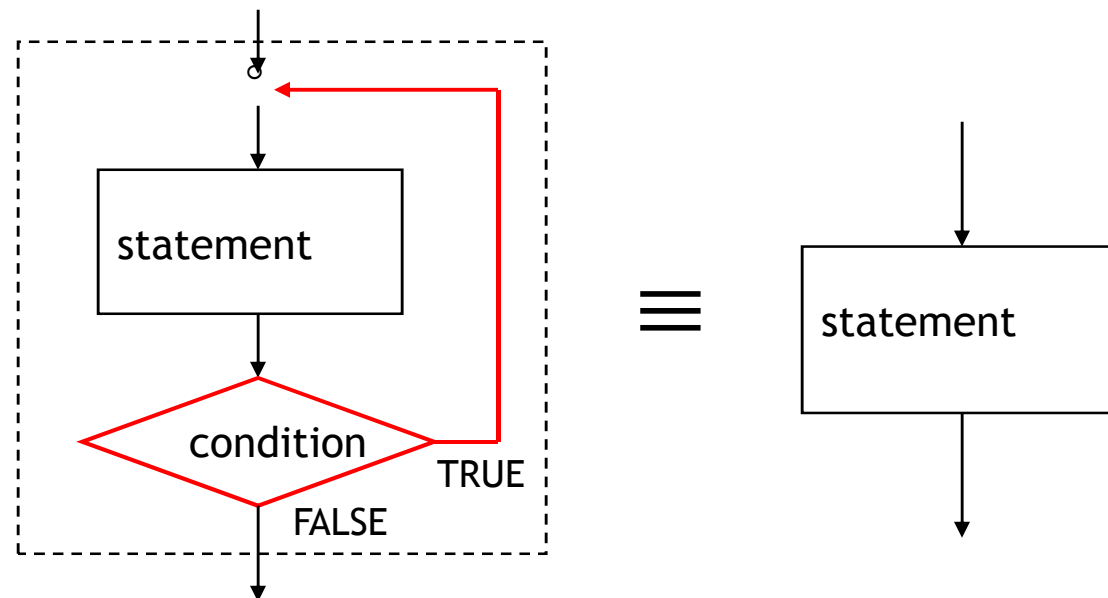 statement
condition
TRUE
FALSE
≡
statement